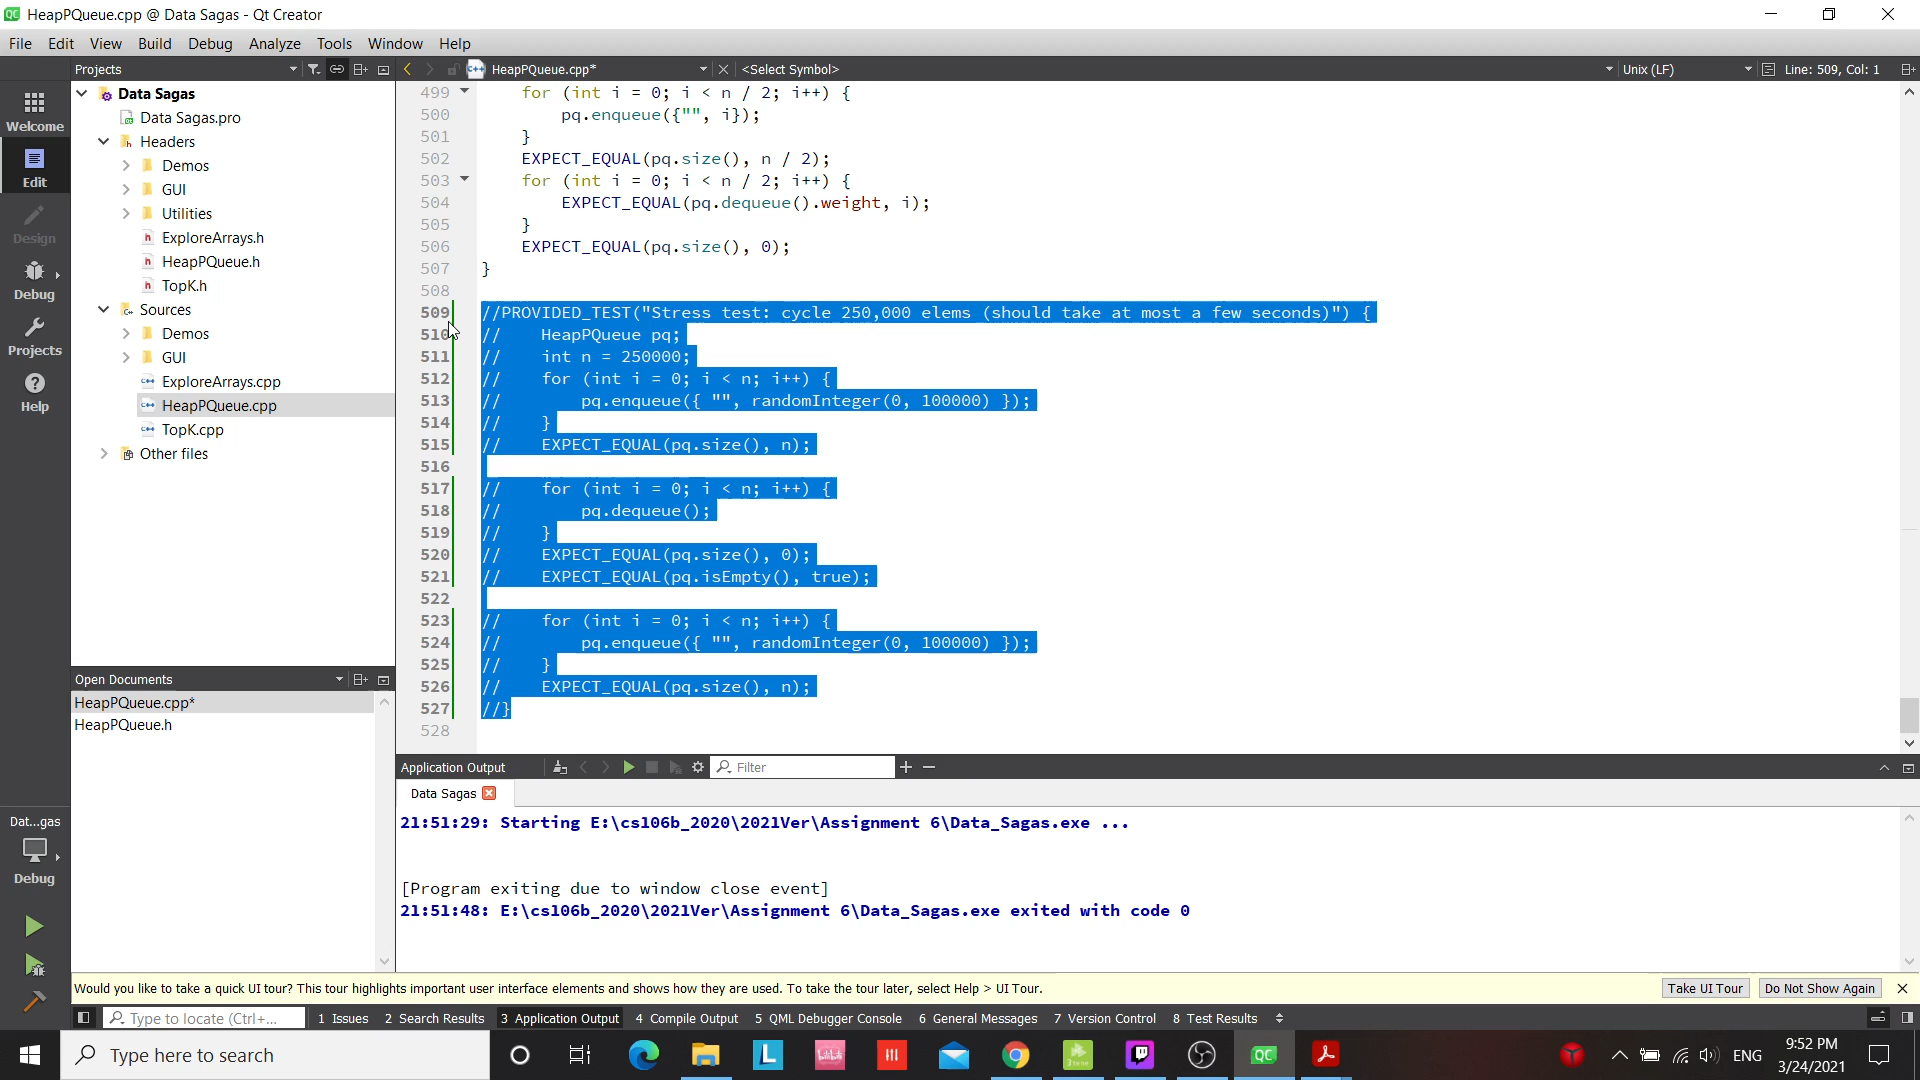 HeapPQueue.cpp @ Data Sagas - Qt Creator
File Edit View Build Debug Analyze Tools Window Help
Projects
HeapPQueue.cpp* <Select Symbol> Unix (LF) Line: 509, Col: 1
Welcome
Edit
Design
Debug
Projects
Help
Data Sagas
Data Sagas.pro
Headers
Demos
GUI
Utilities
ExploreArrays.h
HeapPQueue.h
TopK.h
Sources
Demos
GUI
ExploreArrays.cpp
HeapPQueue.cpp
TopK.cpp
Other files
499 for (int i = 0; i < n / 2; i++) {
500 pq.enqueue({"", i});
501 }
502 EXPECT_EQUAL(pq.size(), n / 2);
503 for (int i = 0; i < n / 2; i++) {
504 EXPECT_EQUAL(pq.dequeue().weight, i);
505 }
506 EXPECT_EQUAL(pq.size(), 0);
507 }
508
509 //PROVIDED_TEST("Stress test: cycle 250,000 elems (should take at most a few seconds)") {
510 // HeapPQueue pq;
511 // int n = 250000;
512 // for (int i = 0; i < n; i++) {
513 // pq.enqueue({ "", randomInteger(0, 100000) });
514 // }
515 // EXPECT_EQUAL(pq.size(), n);
516
517 // for (int i = 0; i < n; i++) {
518 // pq.dequeue();
519 // }
520 // EXPECT_EQUAL(pq.size(), 0);
521 // EXPECT_EQUAL(pq.isEmpty(), true);
522
523 // for (int i = 0; i < n; i++) {
524 // pq.enqueue({ "", randomInteger(0, 100000) });
525 // }
526 // EXPECT_EQUAL(pq.size(), n);
527 //}
528
Open Documents
HeapPQueue.cpp*
HeapPQueue.h
Dat...gas
Debug
Application Output Filter
Data Sagas
21:51:29: Starting E:\cs106b_2020\2021Ver\Assignment 6\Data_Sagas.exe ...
[Program exiting due to window close event]
21:51:48: E:\cs106b_2020\2021Ver\Assignment 6\Data_Sagas.exe exited with code 0
Would you like to take a quick UI tour? This tour highlights important user interface elements and shows how they are used. To take the tour later, select Help > UI Tour. Take UI Tour Do Not Show Again
Type to locate (Ctrl+... 1 Issues 2 Search Results 3 Application Output 4 Compile Output 5 QML Debugger Console 6 General Messages 7 Version Control 8 Test Results
Type here to search
ENG
9:52 PM
3/24/2021